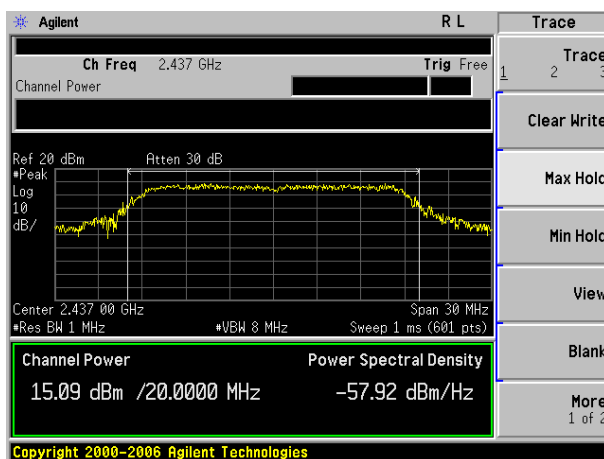 Agilent R L Trace
Ch Freq 2.437 GHz Trig Free
Channel Power
Trace
1 2 3
Clear Write
Max Hold
Min Hold
View
Blank
More
1 of 2
Ref 20 dBm Atten 30 dB
#Peak
Log
10
dB/
Center 2.437 00 GHz Span 30 MHz
#Res BW 1 MHz #VBW 8 MHz Sweep 1 ms (601 pts)
Channel Power Power Spectral Density
15.09 dBm /20.0000 MHz -57.92 dBm/Hz
Copyright 2000-2006 Agilent Technologies